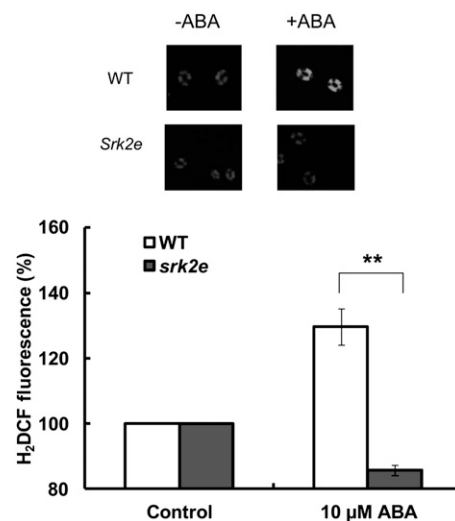 -ABA +ABA
WT
Srk2e
160
140
120
100
80
H₂DCF fluorescence (%)
WT
srk2e
**
Control 10 µM ABA